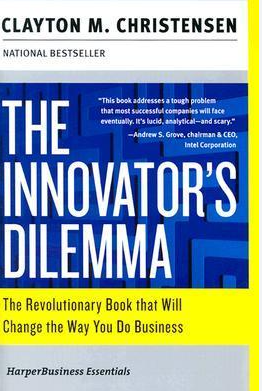 CLAYTON M. CHRISTENSEN
NATIONAL BESTSELLER
"This book addresses a tough problem
that most successful companies will face
eventually. It's lucid, analytical—and scary."
—Andrew S. Grove, chairman & CEO,
Intel Corporation
THE
INNOVATOR'S
DILEMMA
The Revolutionary Book that Will
Change the Way You Do Business
HarperBusiness Essentials